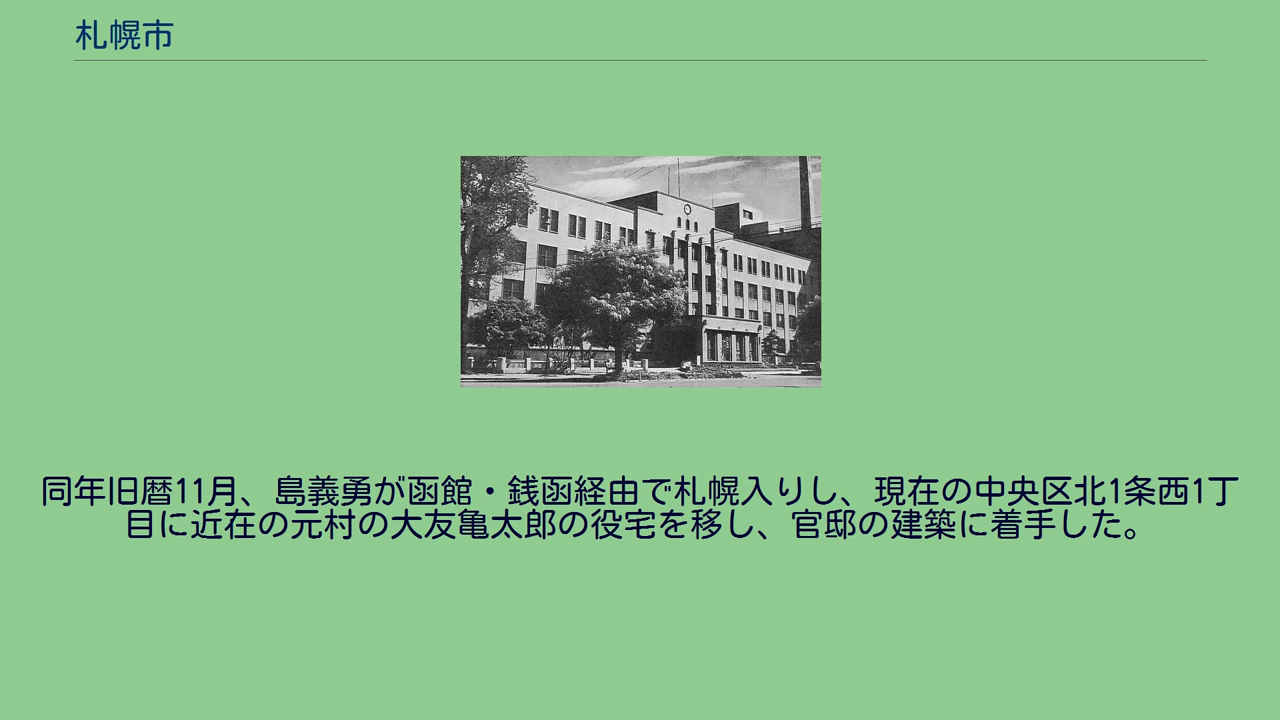 札幌市
同年旧暦11月、島義勇が函館・銭函経由で札幌入りし、現在の中央区北1条西1丁
目に近在の元村の大友亀太郎の役宅を移し、官邸の建築に着手した。